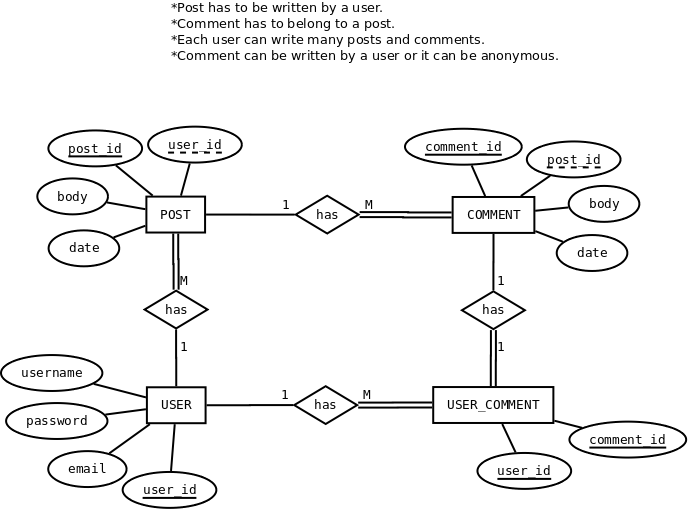 *Post has to be written by a user.
*Comment has to belong to a post.
*Each user can write many posts and comments.
*Comment can be written by a user or it can be anonymous.
post_id
user_id
comment_id
post_id
body
body
POST
1
has
M
COMMENT
date
date
M
1
has
has
1
1
username
USER
1
has
M
USER_COMMENT
password
comment_id
email
user_id
user_id